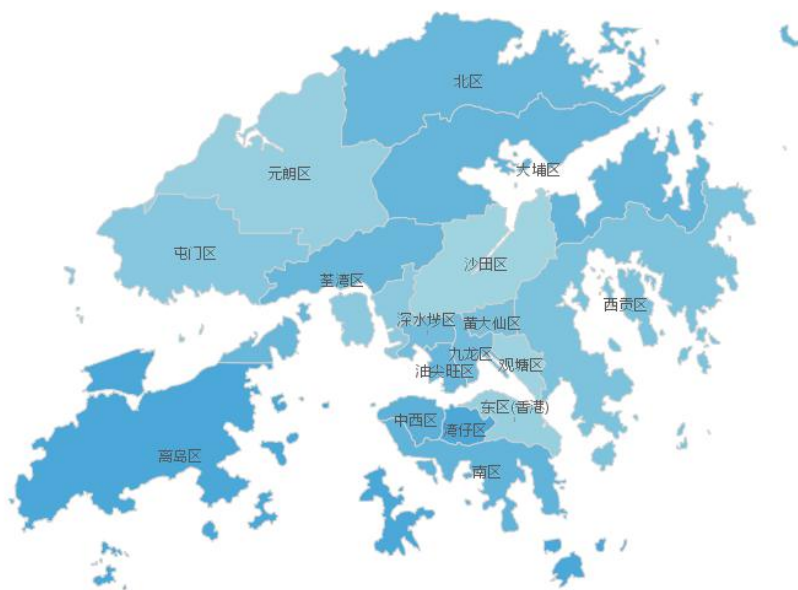 北区
大埔区
元朗区
屯门区
沙田区
荃湾区
西贡区
深水埗区
黄大仙区
九龙区
观塘区
油尖旺区
东区(香港)
中西区
湾仔区
离岛区
南区